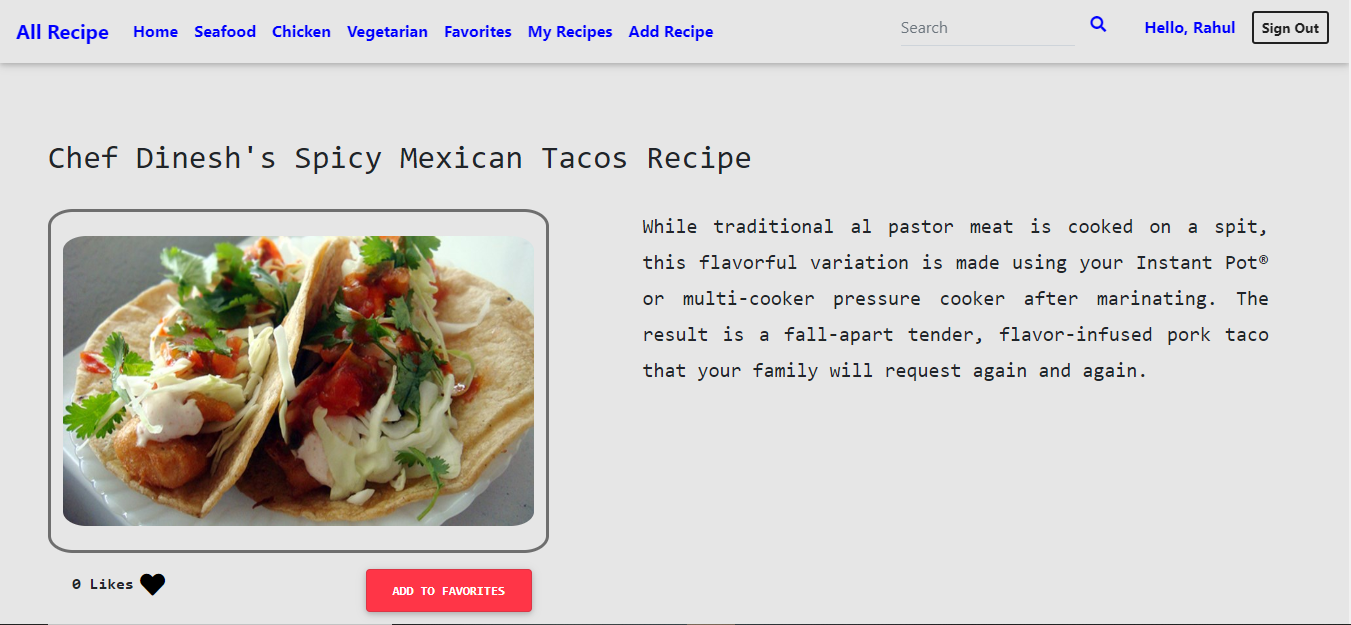 All Recipe Home Seafood Chicken Vegetarian Favorites My Recipes Add Recipe Search Hello, Rahul Sign Out
Chef Dinesh's Spicy Mexican Tacos Recipe
While traditional al pastor meat is cooked on a spit,
this flavorful variation is made using your Instant Pot®
or multi-cooker pressure cooker after marinating. The
result is a fall-apart tender, flavor-infused pork taco
that your family will request again and again.
0 Likes
ADD TO FAVORITES